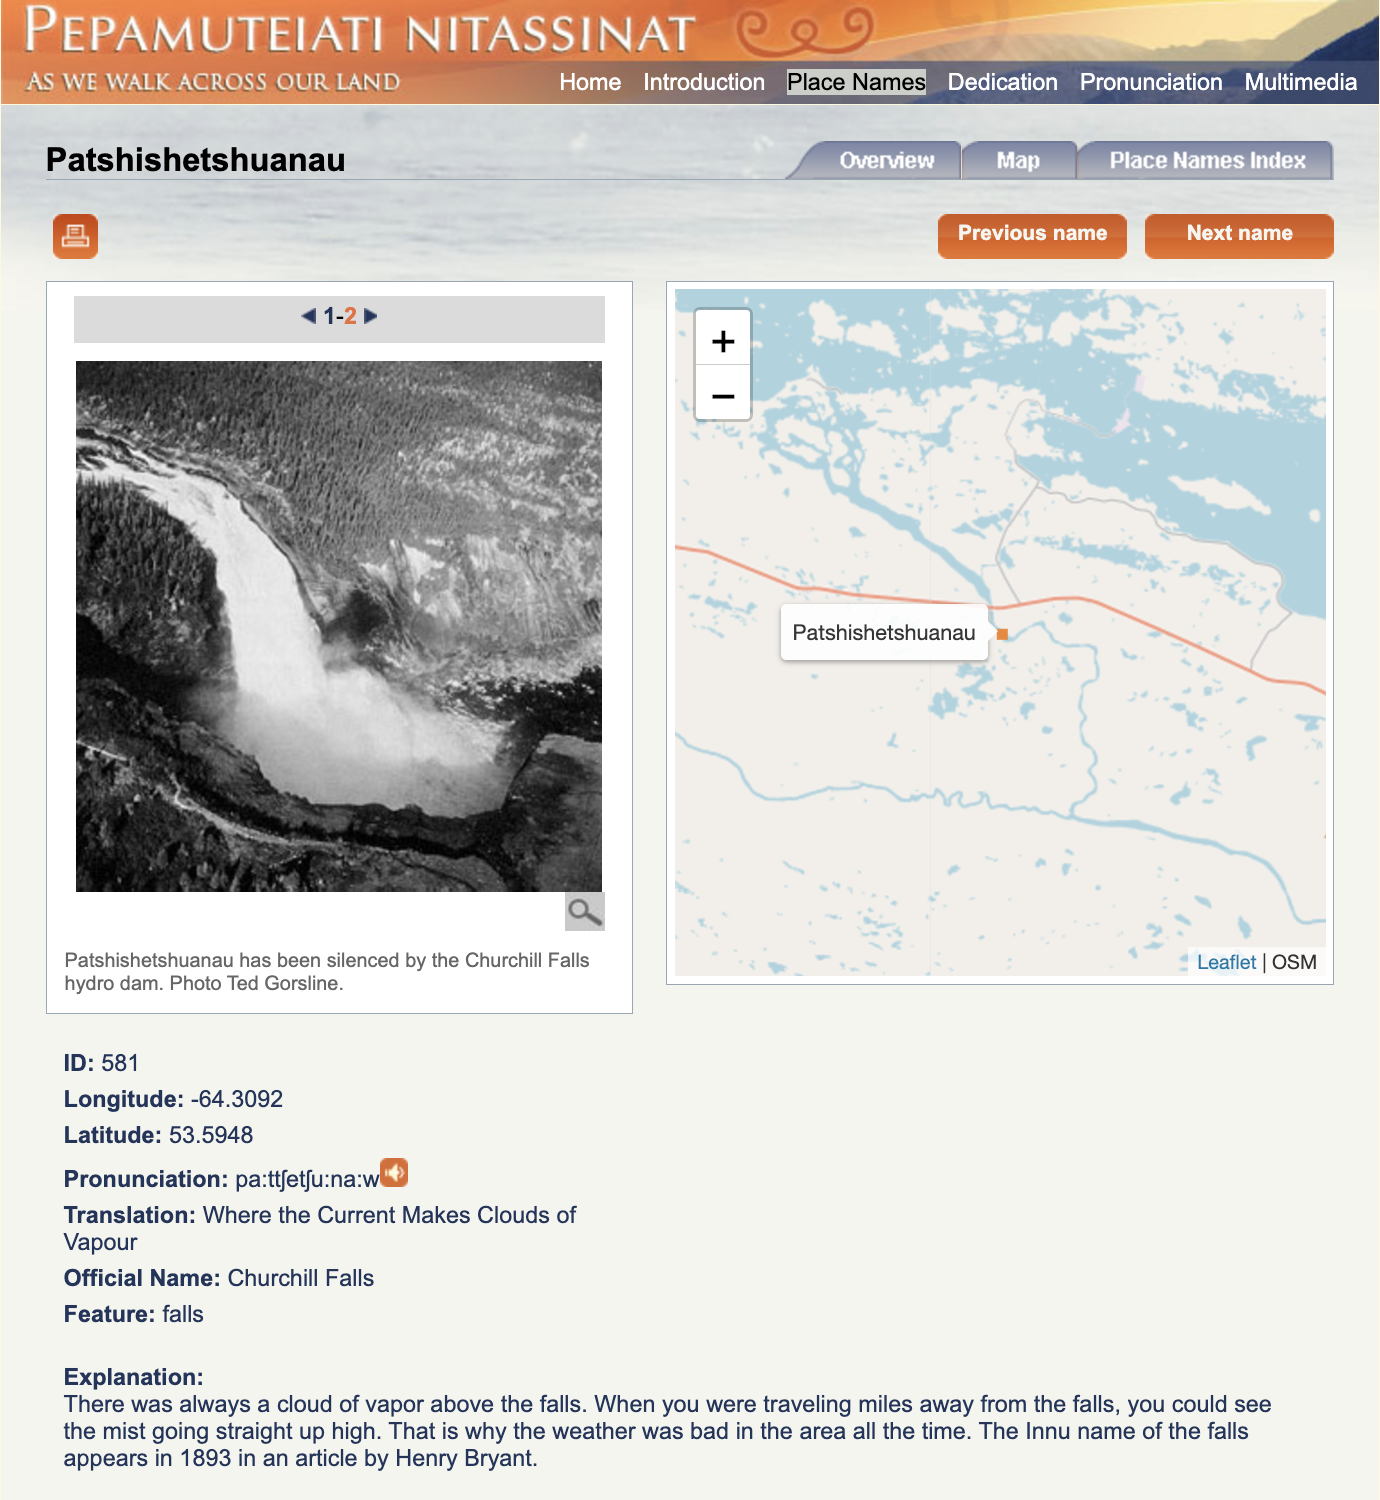 PEPAMUTEIATI NITASSINAT
AS WE WALK ACROSS OUR LAND
Home Introduction Place Names Dedication Pronunciation Multimedia
Patshishetshuanau
Overview Map Place Names Index
Previous name Next name
1-2
+
−
Patshishetshuanau
Leaflet | OSM
Patshishetshuanau has been silenced by the Churchill Falls
hydro dam. Photo Ted Gorsline.
ID: 581
Longitude: -64.3092
Latitude: 53.5948
Pronunciation: pa:ttʃetʃu:na:w
Translation: Where the Current Makes Clouds of
Vapour
Official Name: Churchill Falls
Feature: falls
Explanation:
There was always a cloud of vapor above the falls. When you were traveling miles away from the falls, you could see
the mist going straight up high. That is why the weather was bad in the area all the time. The Innu name of the falls
appears in 1893 in an article by Henry Bryant.